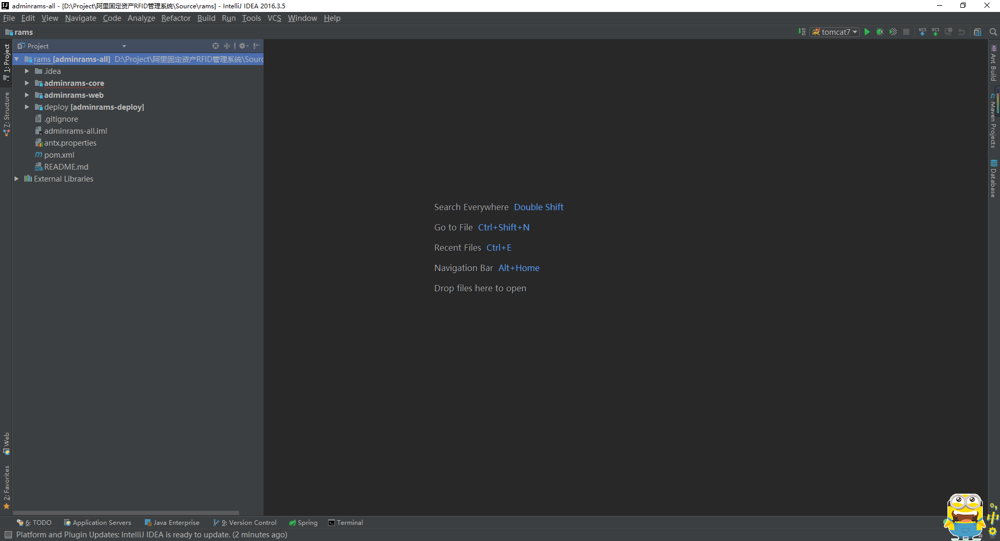 adminrams-all - [D:\Project\阿里固定资产RFID管理系统\Source\rams] - IntelliJ IDEA 2016.3.5
File Edit View Navigate Code Analyze Refactor Build Run Tools VCS Window Help
rams
tomcat7
VCS
VCS
Project
rams [adminrams-all] D:\Project\阿里固定资产RFID管理系统\Sourc
.idea
adminrams-core
adminrams-web
deploy [adminrams-deploy]
.gitignore
adminrams-all.iml
antx.properties
pom.xml
README.md
External Libraries
1: Project
7: Structure
Web
2: Favorites
Search Everywhere Double Shift
Go to File Ctrl+Shift+N
Recent Files Ctrl+E
Navigation Bar Alt+Home
Drop files here to open
Ant Build
Maven Projects
Database
中
6: TODO Application Servers Java Enterprise 9: Version Control Spring Terminal
Platform and Plugin Updates: IntelliJ IDEA is ready to update. (2 minutes ago)